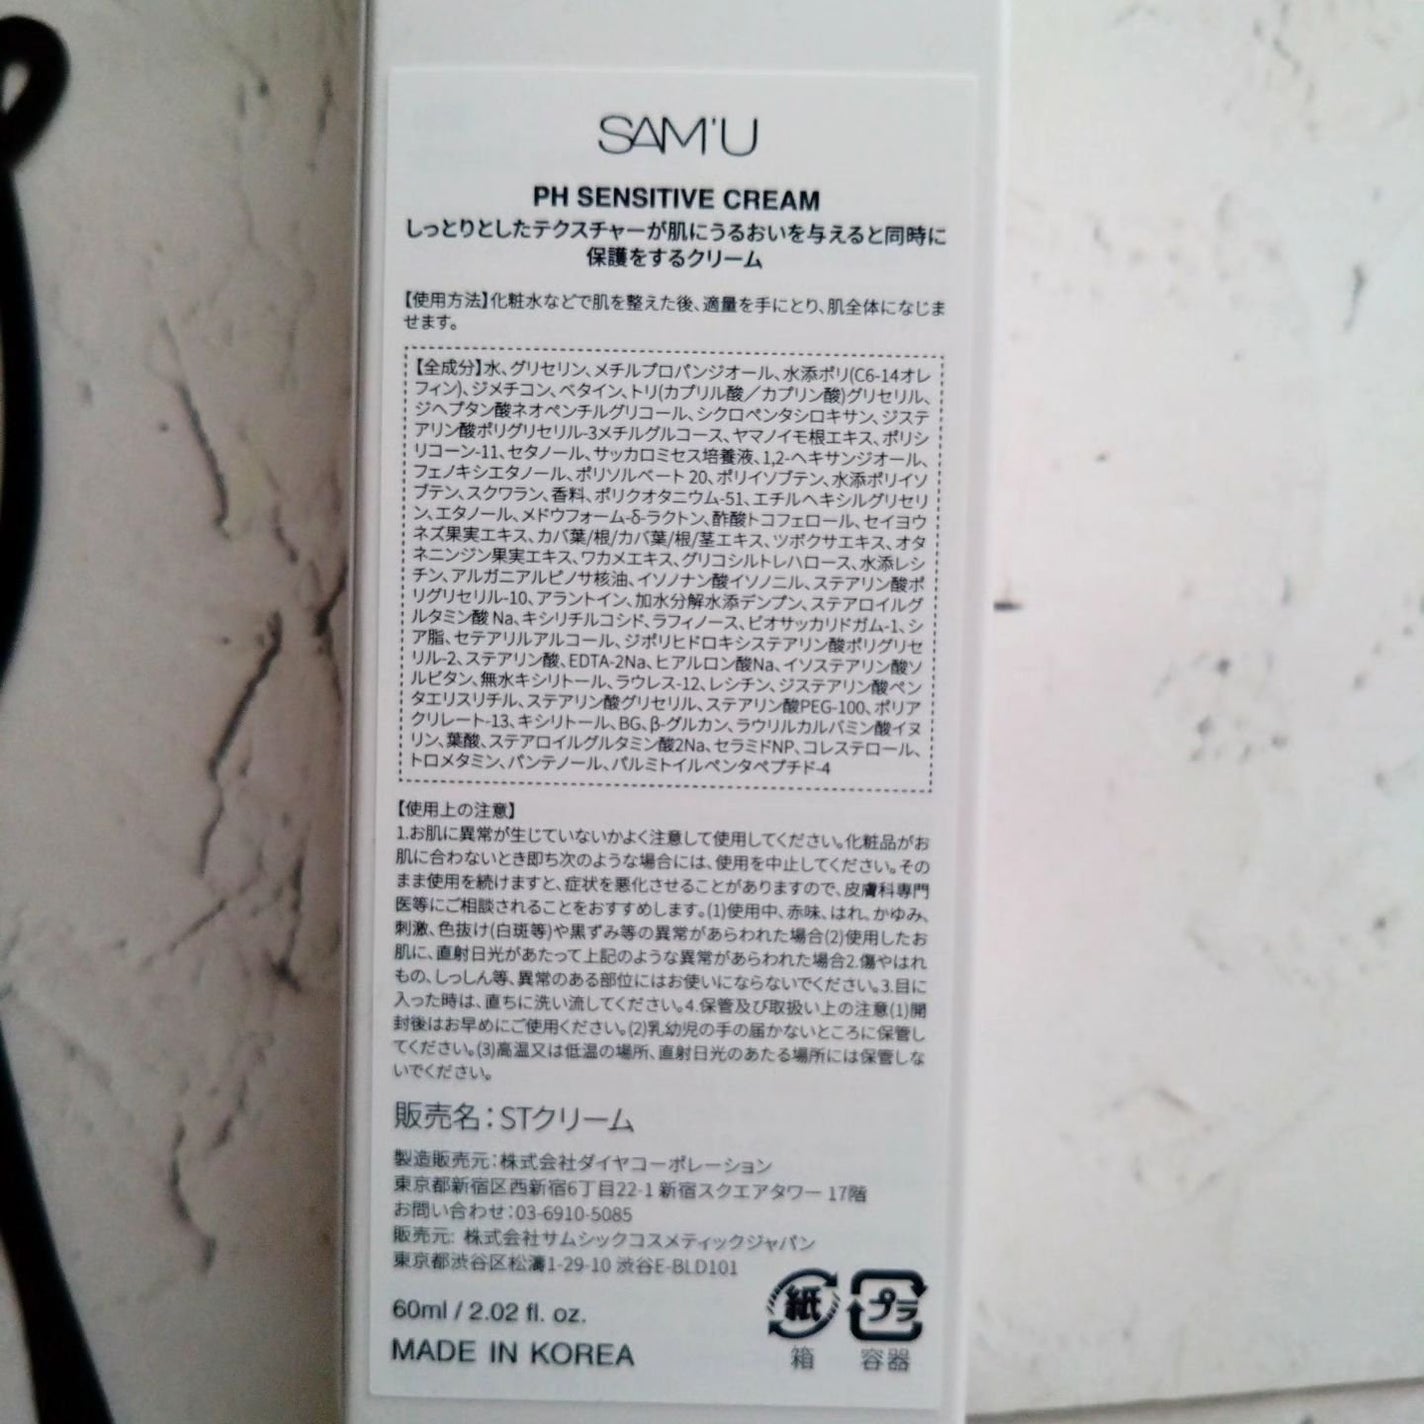 SAM'U
PH SENSITIVE CREAM
しっとりとしたテクスチャーが肌にうるおいを与えると同時に
保護をするクリーム
【使用方法】化粧水などで肌を整えた後、適量を手にとり、肌全体になじま
せます。
【全成分】水、グリセリン、メチルプロパンジオール、水添ポリ(C6-14オレ
フィン)、ジメチコン、ベタイン、トリ(カプリル酸／カプリン酸)グリセリル、
ジヘプタン酸ネオペンチルグリコール、シクロペンタシロキサン、ジステ
アリン酸ポリグリセリル-3メチルグルコース、ヤマノイモ根エキス、ポリシ
リコーン-11、セタノール、サッカロミセス培養液、1,2-ヘキサンジオール、
フェノキシエタノール、ポリソルベート 20、ポリイソブテン、水添ポリイソ
ブテン、スクワラン、香料、ポリクオタニウム-51、エチルヘキシルグリセリ
ン、エタノール、メドウフォーム-δ-ラクトン、酢酸トコフェロール、セイヨウ
ネズ果実エキス、カバ葉/根/カバ葉/根/茎エキス、ツボクサエキス、オタ
ネニンジン果実エキス、ワカメエキス、グリコシルトレハロース、水添レシ
チン、アルガニアルピノサ核油、イソノナン酸イソノニル、ステアリン酸ポ
リグリセリル-10、アラントイン、加水分解水添デンプン、ステアロイルグ
ルタミン酸 Na、キシリチルコシド、ラフィノース、ビオサッカリドガム-1、シ
ア脂、セテアリルアルコール、ジポリヒドロキシステアリン酸ポリグリセ
リル-2、ステアリン酸、EDTA-2Na、ヒアルロン酸Na、イソステアリン酸ソ
ルビタン、無水キシリトール、ラウレス-12、レシチン、ジステアリン酸ペン
タエリスリチル、ステアリン酸グリセリル、ステアリン酸PEG-100、ポリア
クリレート-13、キシリトール、BG、β-グルカン、ラウリルカルバミン酸イヌ
リン、葉酸、ステアロイルグルタミン酸2Na、セラミドNP、コレステロール、
トロメタミン、パンテノール、パルミトイルペンタペプチド-4
【使用上の注意】
1.お肌に異常が生じていないかよく注意して使用してください。化粧品がお
肌に合わないとき即ち次のような場合には、使用を中止してください。その
まま使用を続けますと、症状を悪化させることがありますので、皮膚科専門
医等にご相談されることをおすすめします。(1)使用中、赤味、はれ、かゆみ、
刺激、色抜け(白斑等)や黒ずみ等の異常があらわれた場合(2)使用したお
肌に、直射日光があたって上記のような異常があらわれた場合2.傷やはれ
もの、しっしん等、異常のある部位にはお使いにならないでください。3.目に
入った時は、直ちに洗い流してください。4.保管及び取扱い上の注意(1)開
封後はお早めにご使用ください。(2)乳幼児の手の届かないところに保管し
てください。(3)高温又は低温の場所、直射日光のあたる場所には保管しな
いでください。
販売名：STクリーム
製造販売元：株式会社ダイヤコーポレーション
東京都新宿区西新宿6丁目22-1 新宿スクエアタワー 17階
お問い合わせ：03-6910-5085
販売元： 株式会社サムシックコスメティックジャパン
東京都渋谷区松濤1-29-10 渋谷E-BLD101
60ml / 2.02 fl. oz.
MADE IN KOREA
紙 プラ
箱 容器